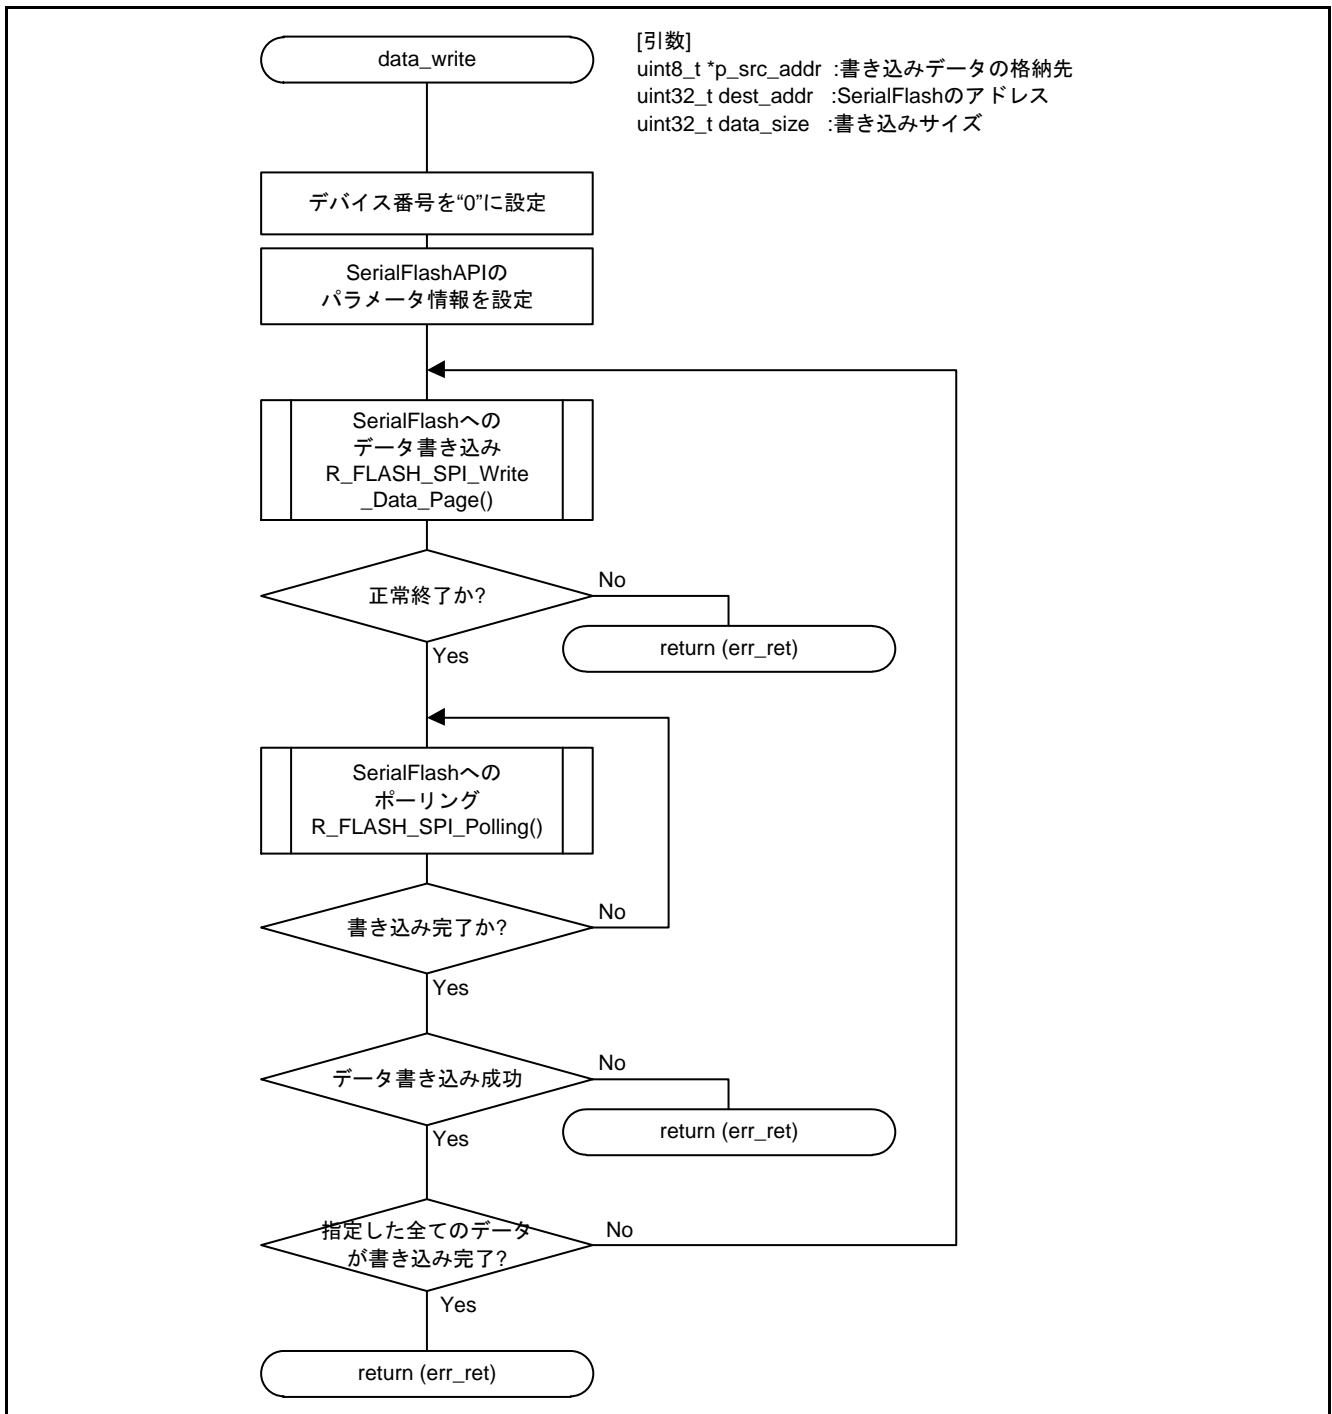 data_write
[引数]
uint8_t *p_src_addr :書き込みデータの格納先
uint32_t dest_addr :SerialFlashのアドレス
uint32_t data_size :書き込みサイズ
デバイス番号を“0”に設定
SerialFlashAPIの
パラメータ情報を設定
SerialFlashへの
データ書き込み
R_FLASH_SPI_Write
_Data_Page()
正常終了か?
No
return (err_ret)
Yes
SerialFlashへの
ポーリング
R_FLASH_SPI_Polling()
書き込み完了か?
No
Yes
データ書き込み成功
No
return (err_ret)
Yes
指定した全てのデータ
が書き込み完了?
No
Yes
return (err_ret)